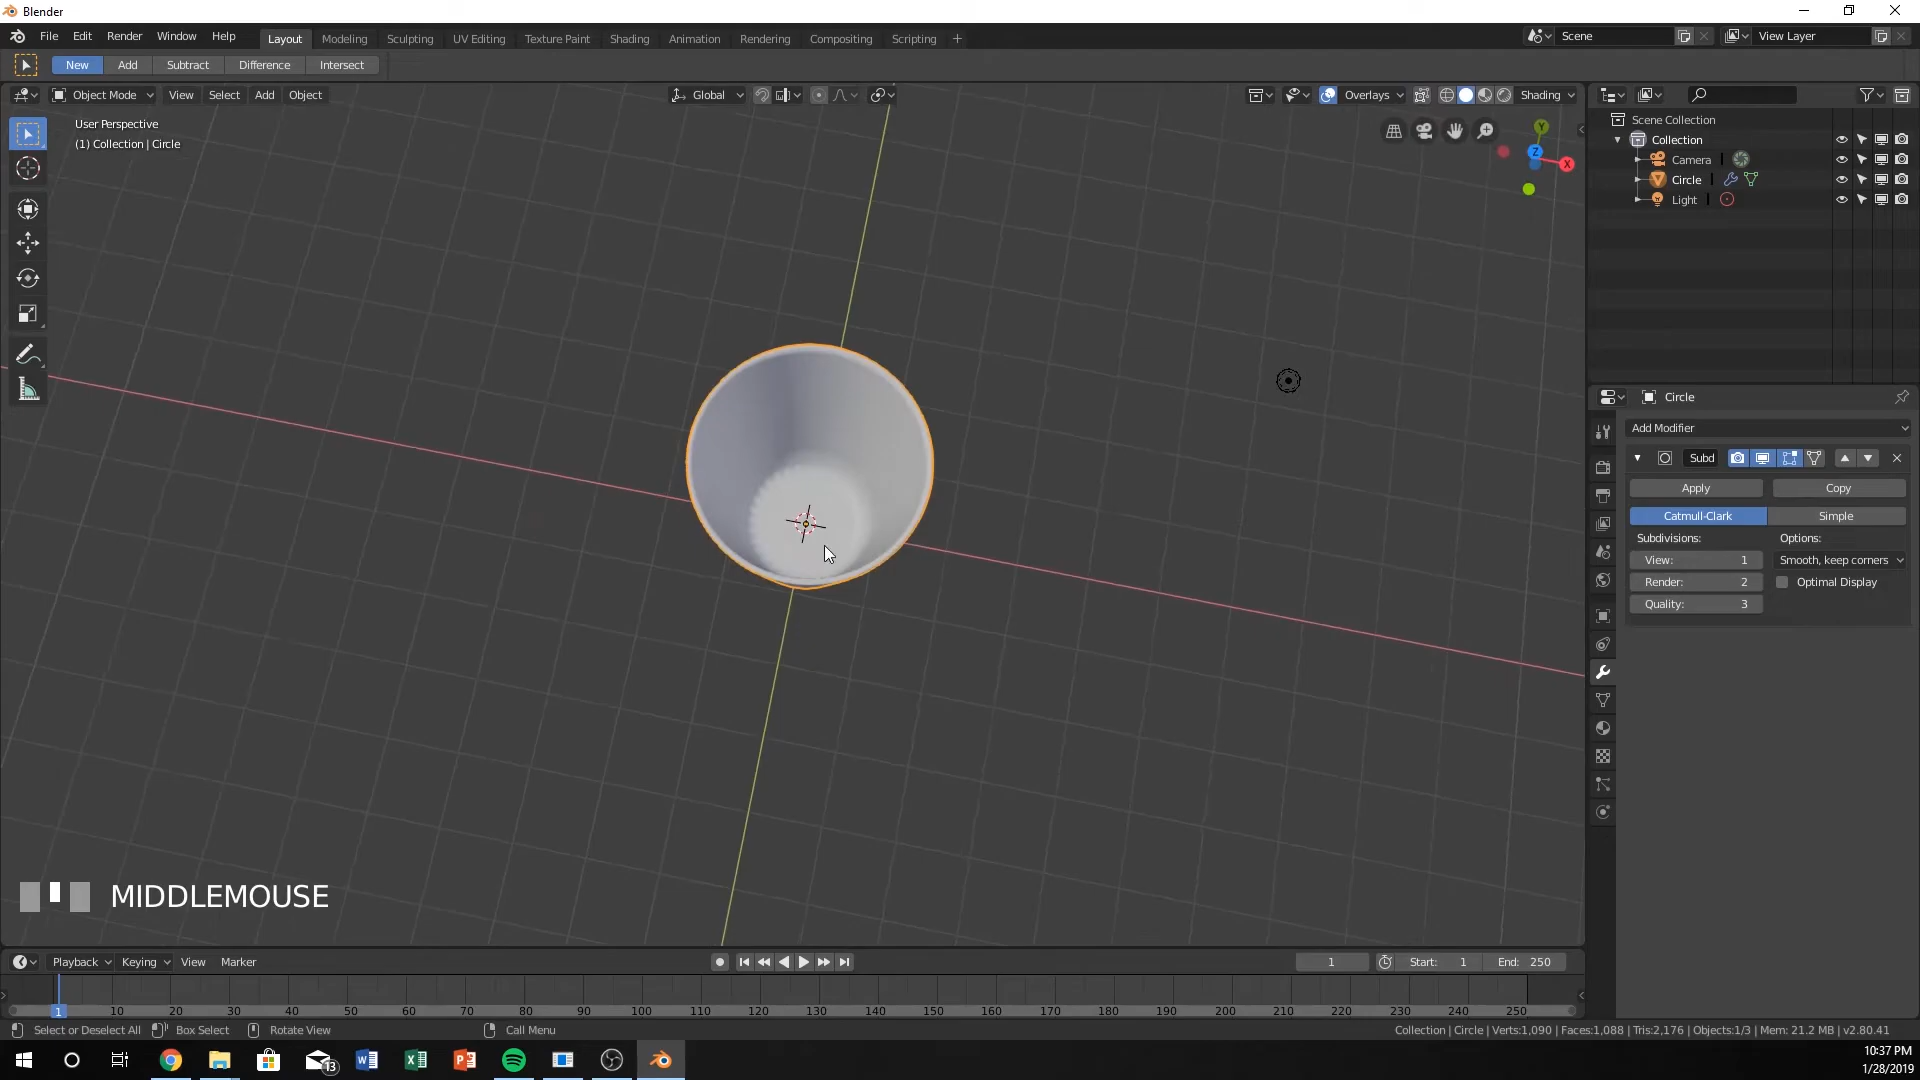 Blender
File Edit Render Window Help
Layout Modeling Sculpting UV Editing Texture Paint Shading Animation Rendering Compositing Scripting +
Scene
View Layer
New Add Subtract Difference Intersect
Object Mode View Select Add Object
Global
Overlays
Shading
User Perspective
(1) Collection | Circle
Y
Z
X
Scene Collection
Collection
Camera
Circle
Light
Circle
Add Modifier
Subd
Apply Copy
Catmull-Clark Simple
Subdivisions: Options:
View: 1 Smooth, keep corners
Render: 2 Optimal Display
Quality: 3
MIDDLEMOUSE
Playback Keying View Marker
1 Start: 1 End: 250
1 10 20 30 40 50 60 70 80 90 100 110 120 130 140 150 160 170 180 190 200 210 220 230 240 250
Select or Deselect All Box Select Rotate View Call Menu
Collection | Circle | Verts:1,090 | Faces:1,088 | Tris:2,176 | Objects:1/3 | Mem: 21.2 MB | v2.80.41
13
10:37 PM
1/28/2019